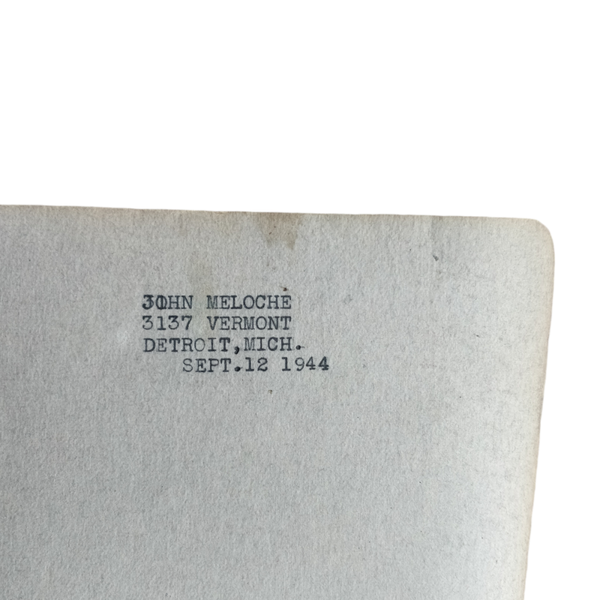 JOHN MELOCHE
3137 VERMONT
DETROIT,MICH.
SEPT.12 1944